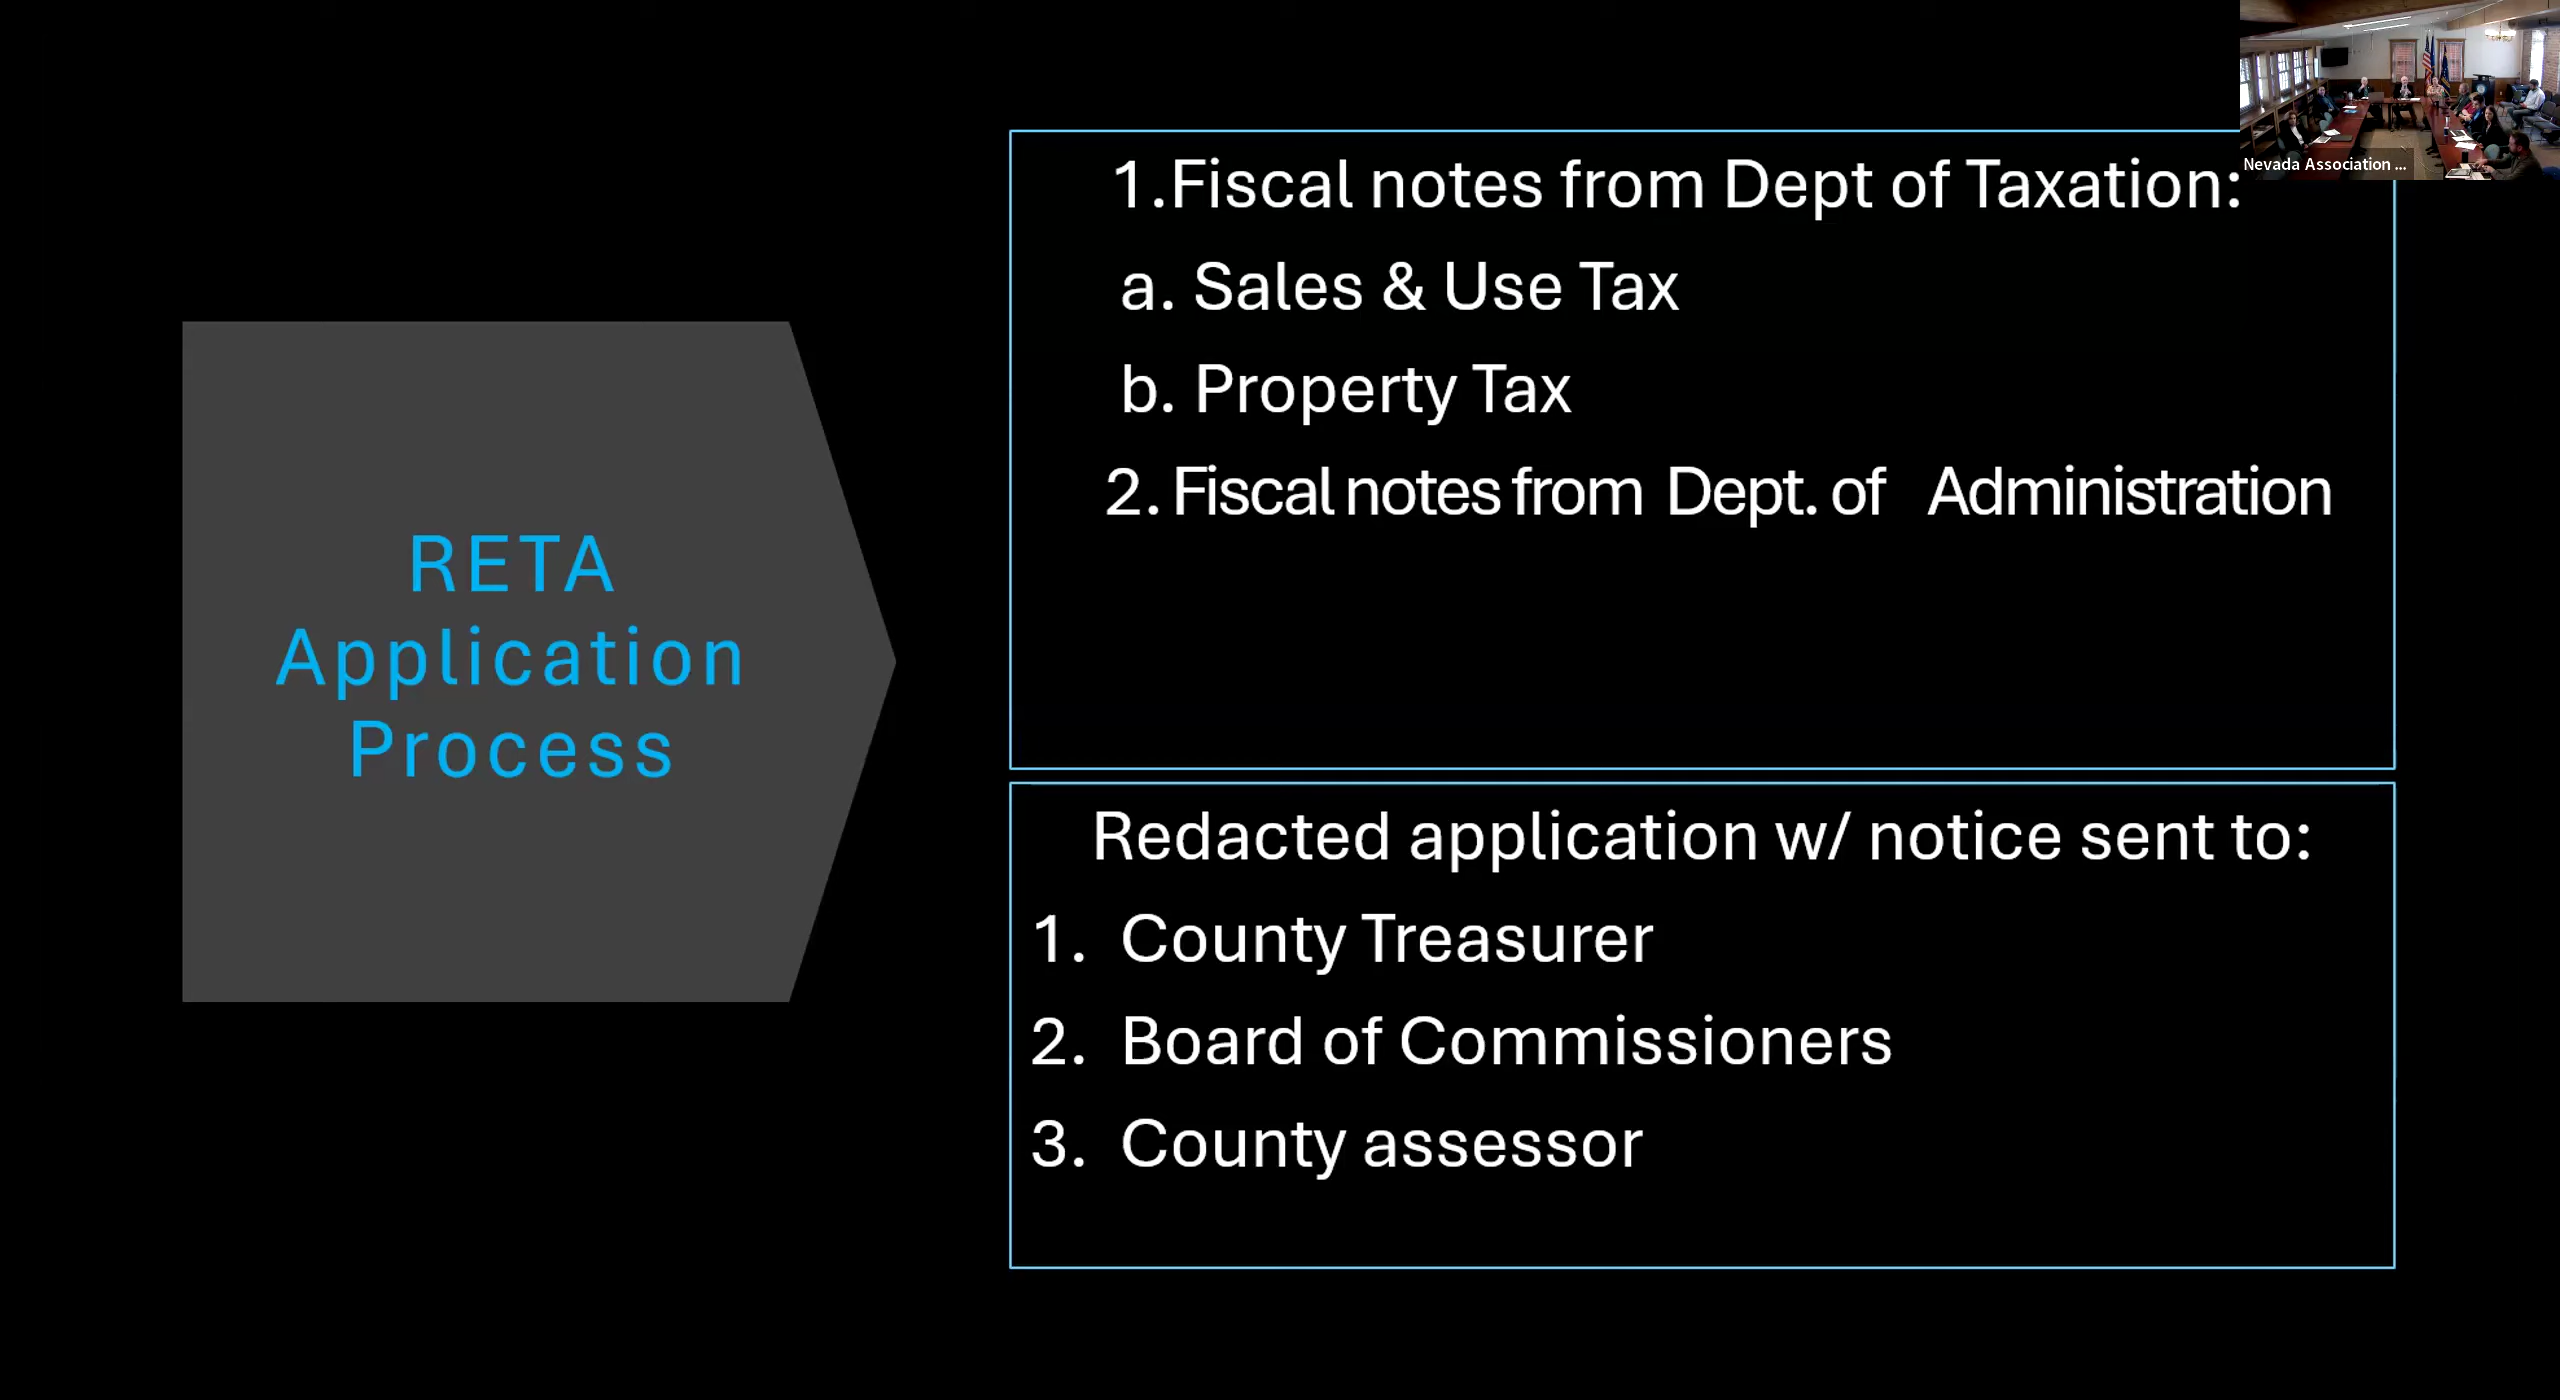 RETA
Application
Process
1.Fiscal notes from Dept of Taxation:
a. Sales & Use Tax
b. Property Tax
2. Fiscal notes from Dept. of Administration
Redacted application w/ notice sent to:
1. County Treasurer
2. Board of Commissioners
3. County assessor
Nevada Association ...